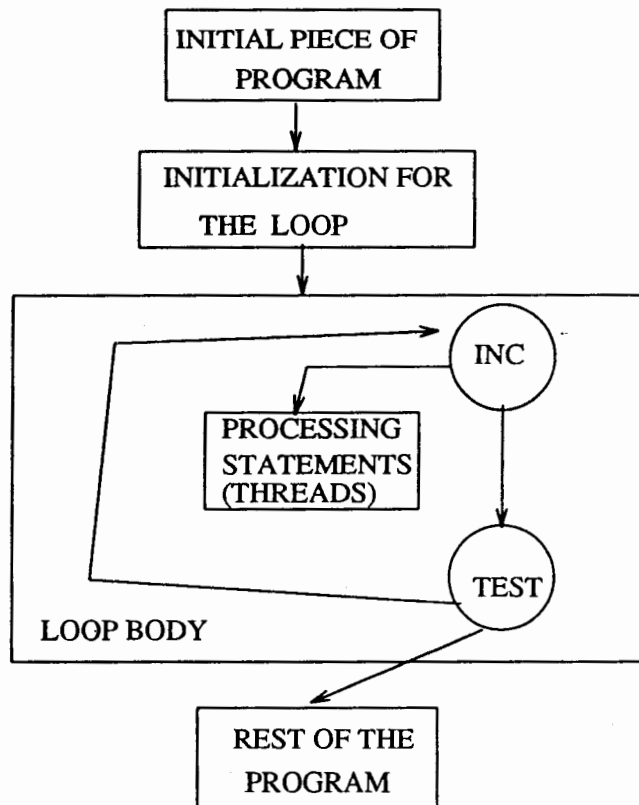 INITIAL PIECE OF
PROGRAM
INITIALIZATION FOR
THE LOOP
INC
PROCESSING
STATEMENTS
(THREADS)
TEST
LOOP BODY
REST OF THE
PROGRAM